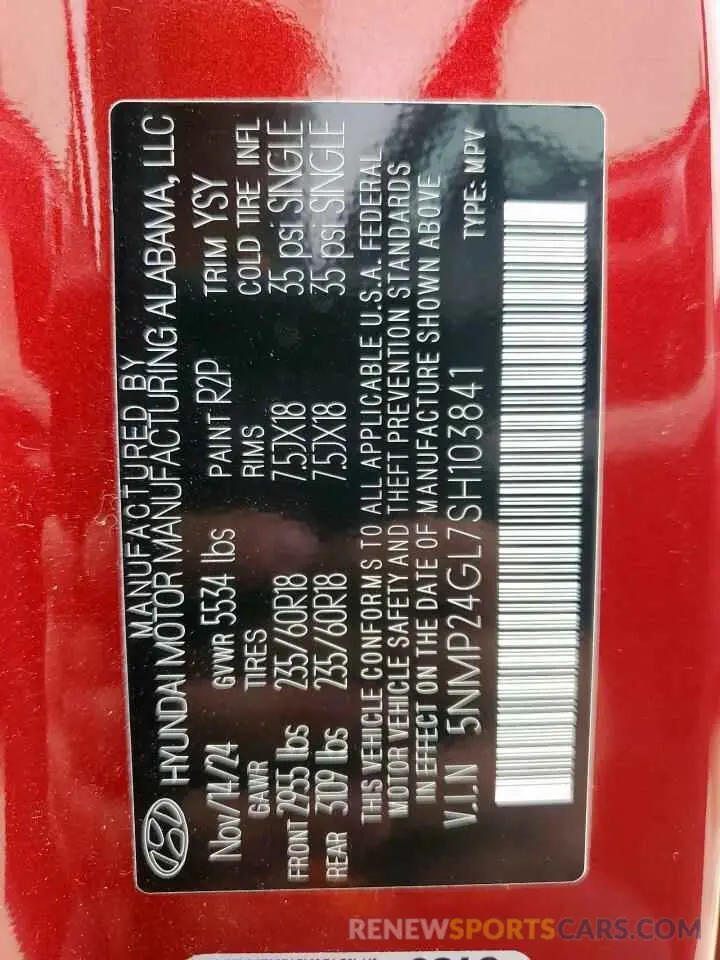 MANUFACTURED BY
HYUNDAI MOTOR MANUFACTURING ALABAMA, LLC
Nov/14/24 GVWR 5534 lbs PAINT R2P TRIM YSY
GAWR TIRES RIMS COLD TIRE INFL
FRONT 2955 lbs 235/60R18 7.5JX18 35 psi SINGLE
REAR 3109 lbs 235/60R18 7.5JX18 35 psi SINGLE
THIS VEHICLE CONFORMS TO ALL APPLICABLE U.S.A. FEDERAL
MOTOR VEHICLE SAFETY AND THEFT PREVENTION STANDARDS
IN EFFECT ON THE DATE OF MANUFACTURE SHOWN ABOVE
V.I.N 5NMP24GL7SH103841 TYPE: MPV
RENEWSPORTSCARS.COM